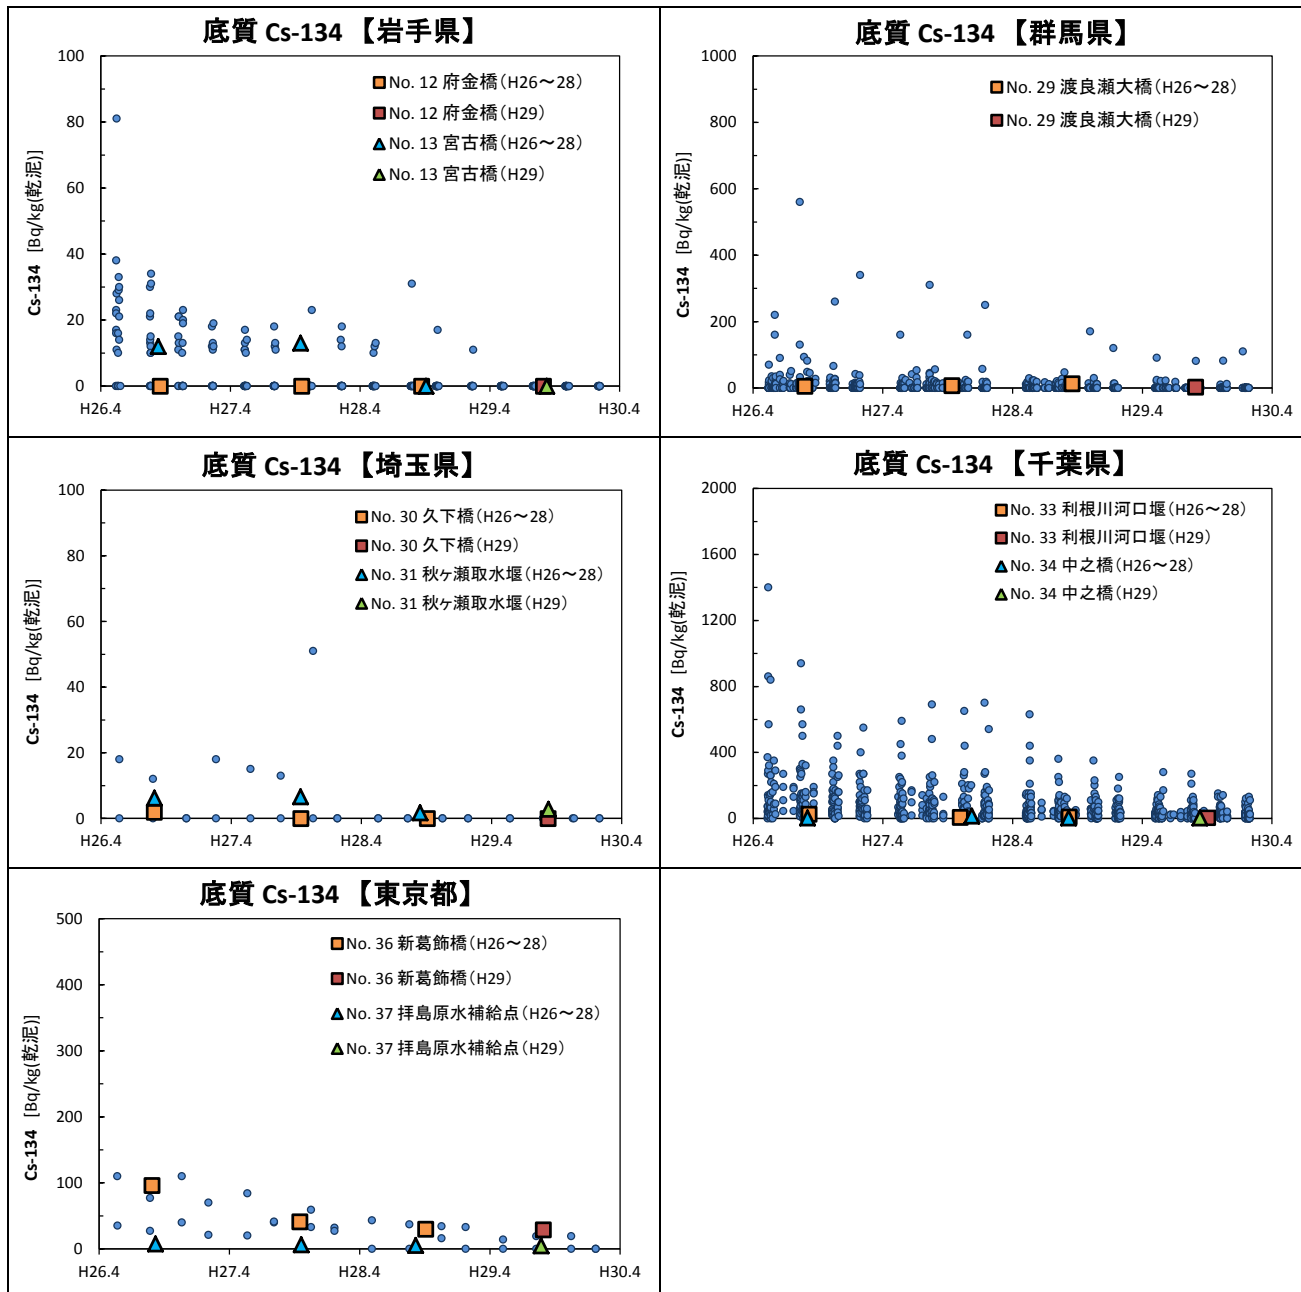 底質 Cs-134 【岩手県】
100
80
60
40
20
0
Cs-134 [Bq/kg(乾泥)]
No. 12 府金橋(H26～28)
No. 12 府金橋(H29)
No. 13 宮古橋(H26～28)
No. 13 宮古橋(H29)
H26.4 H27.4 H28.4 H29.4 H30.4
底質 Cs-134 【群馬県】
1000
800
600
400
200
0
Cs-134 [Bq/kg(乾泥)]
No. 29 渡良瀬大橋(H26～28)
No. 29 渡良瀬大橋(H29)
H26.4 H27.4 H28.4 H29.4 H30.4
底質 Cs-134 【埼玉県】
100
80
60
40
20
0
Cs-134 [Bq/kg(乾泥)]
No. 30 久下橋(H26～28)
No. 30 久下橋(H29)
No. 31 秋ヶ瀬取水堰(H26～28)
No. 31 秋ヶ瀬取水堰(H29)
H26.4 H27.4 H28.4 H29.4 H30.4
底質 Cs-134 【千葉県】
2000
1600
1200
800
400
0
Cs-134 [Bq/kg(乾泥)]
No. 33 利根川河口堰(H26～28)
No. 33 利根川河口堰(H29)
No. 34 中之橋(H26～28)
No. 34 中之橋(H29)
H26.4 H27.4 H28.4 H29.4 H30.4
底質 Cs-134 【東京都】
500
400
300
200
100
0
Cs-134 [Bq/kg(乾泥)]
No. 36 新葛飾橋(H26～28)
No. 36 新葛飾橋(H29)
No. 37 拝島原水補給点(H26～28)
No. 37 拝島原水補給点(H29)
H26.4 H27.4 H28.4 H29.4 H30.4